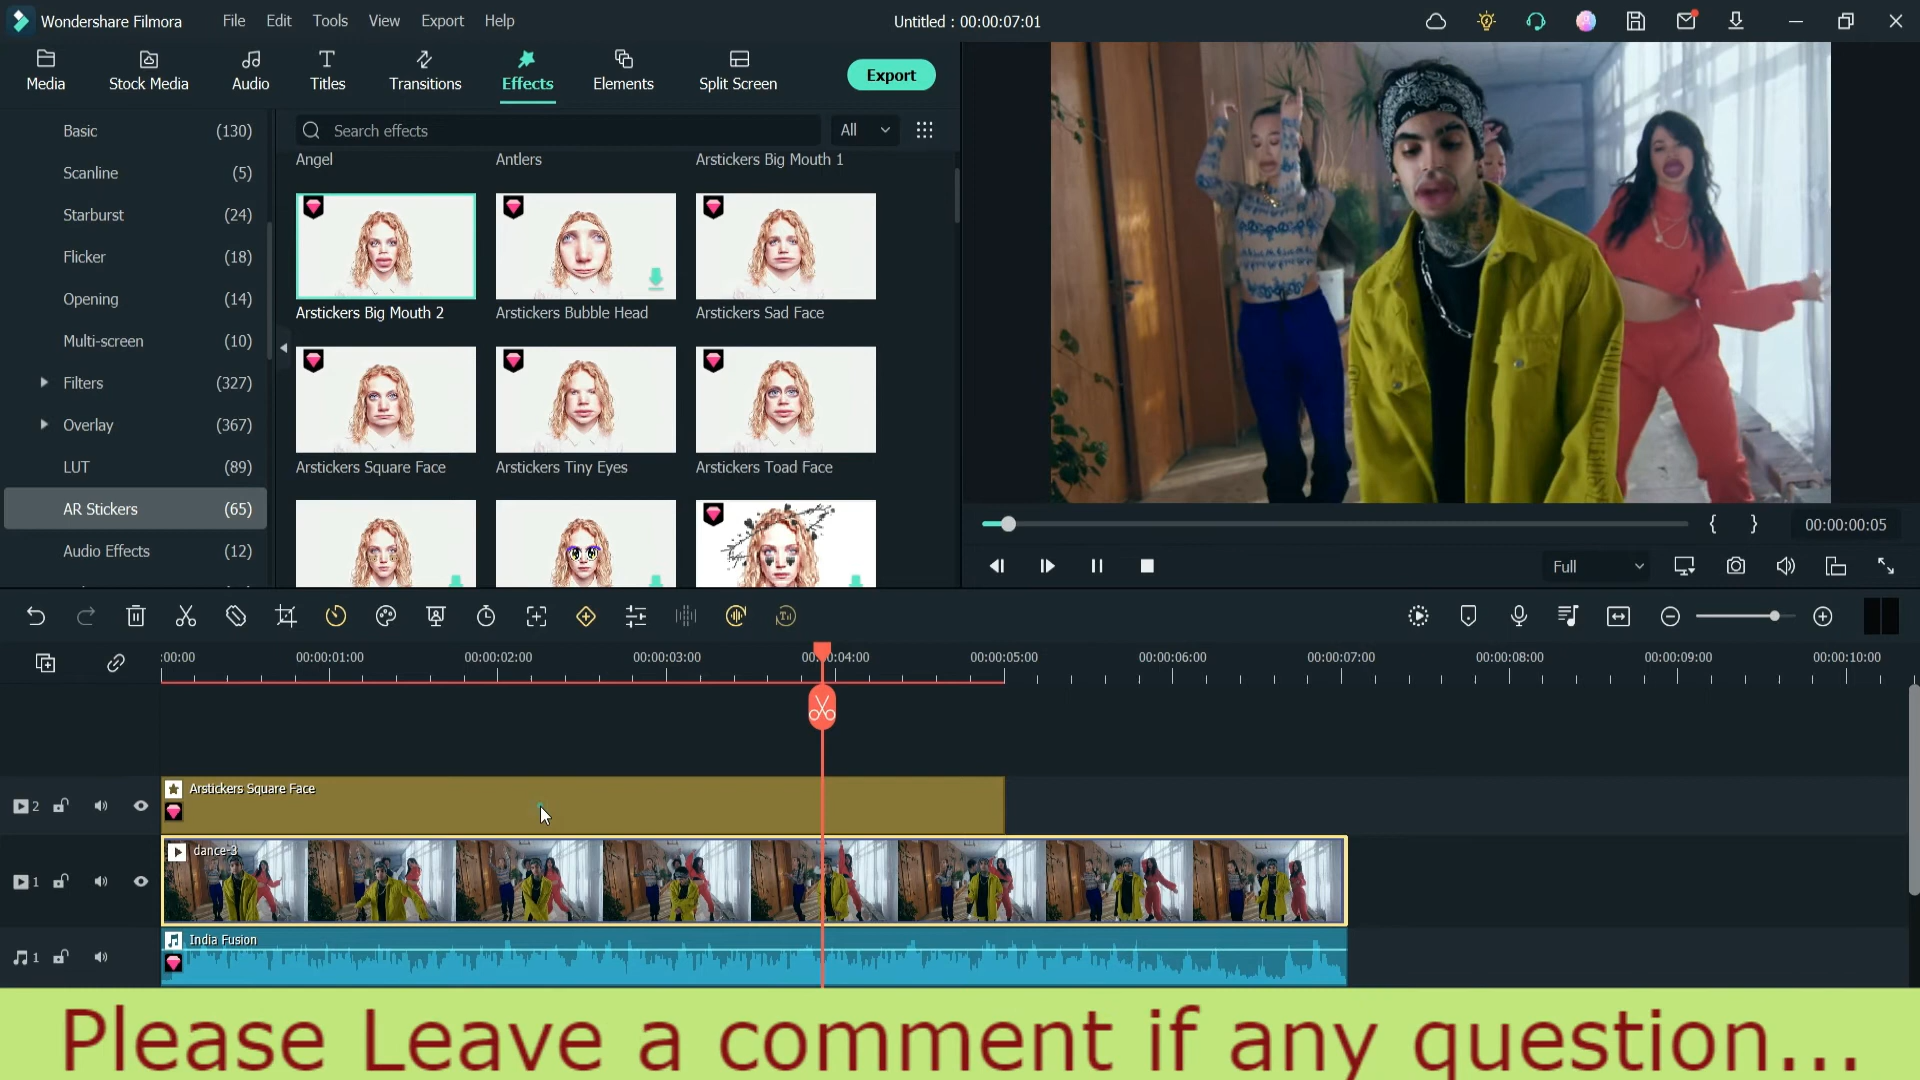 Wondershare Filmora File Edit Tools View Export Help Untitled : 00:00:07:01
Media Stock Media Audio Titles Transitions Effects Elements Split Screen Export
Basic (130)
Scanline (5)
Starburst (24)
Flicker (18)
Opening (14)
Multi-screen (10)
Filters (327)
Overlay (367)
LUT (89)
AR Stickers (65)
Audio Effects (12)
Search effects All
Angel Antlers Arstickers Big Mouth 1
Arstickers Big Mouth 2 Arstickers Bubble Head Arstickers Sad Face
Arstickers Square Face Arstickers Tiny Eyes Arstickers Toad Face
{ } 00:00:00:05
Full
:00:00 00:00:01:00 00:00:02:00 00:00:03:00 00:00:04:00 00:00:05:00 00:00:06:00 00:00:07:00 00:00:08:00 00:00:09:00 00:00:10:00
2 Arstickers Square Face
1 dance-3
1 India Fusion
Please Leave a comment if any question...